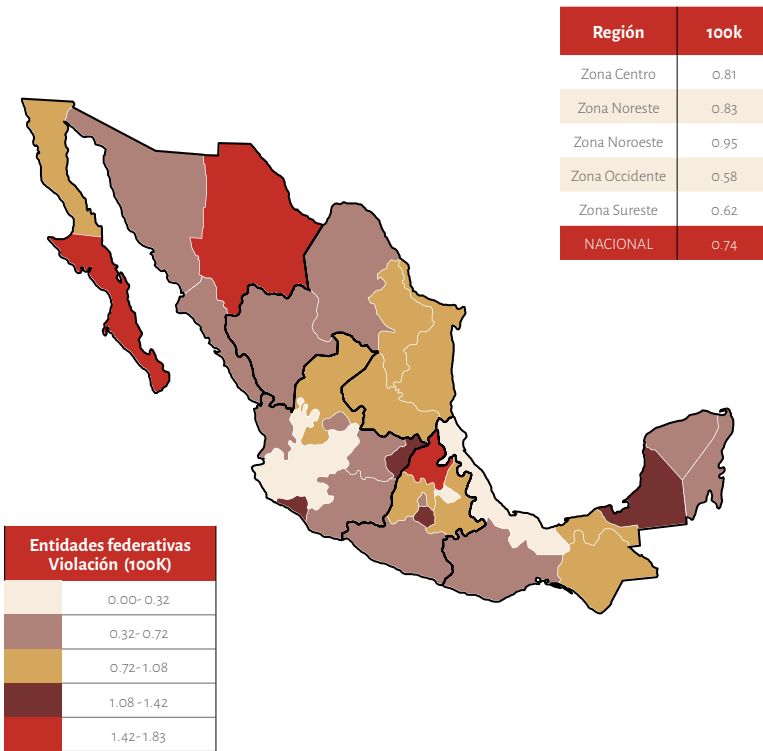 Región 100k
Zona Centro 0.81
Zona Noreste 0.83
Zona Noroeste 0.95
Zona Occidente 0.58
Zona Sureste 0.62
NACIONAL 0.74
Entidades federativas
Violación (100K)
0.00-0.32
0.32-0.72
0.72-1.08
1.08-1.42
1.42-1.83